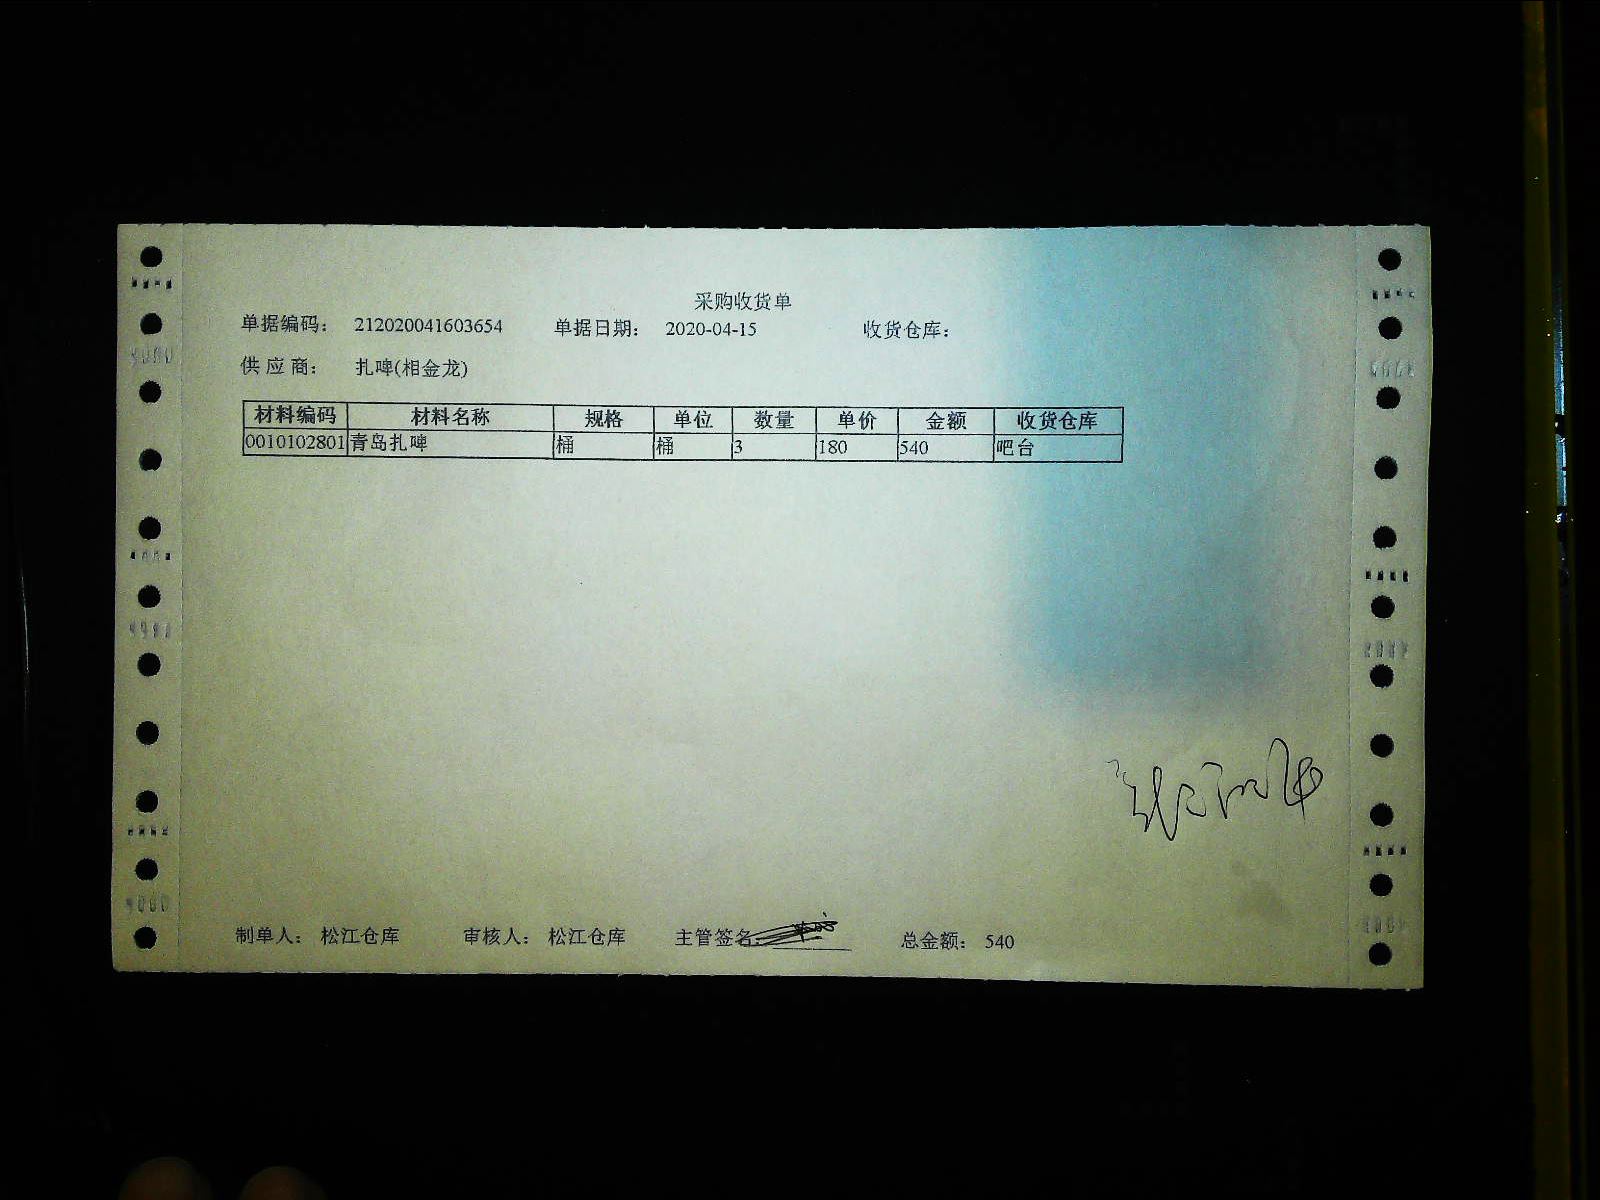 采购收货单
单据编码： 212020041603654 单据日期： 2020-04-15 收货仓库：
供应商： 扎啤(相金龙)
材料编码 材料名称 规格 单位 数量 单价 金额 收货仓库
0010102801 青岛扎啤 桶 桶 3 180 540 吧台
制单人： 松江仓库 审核人： 松江仓库 主管签名： 总金额： 540